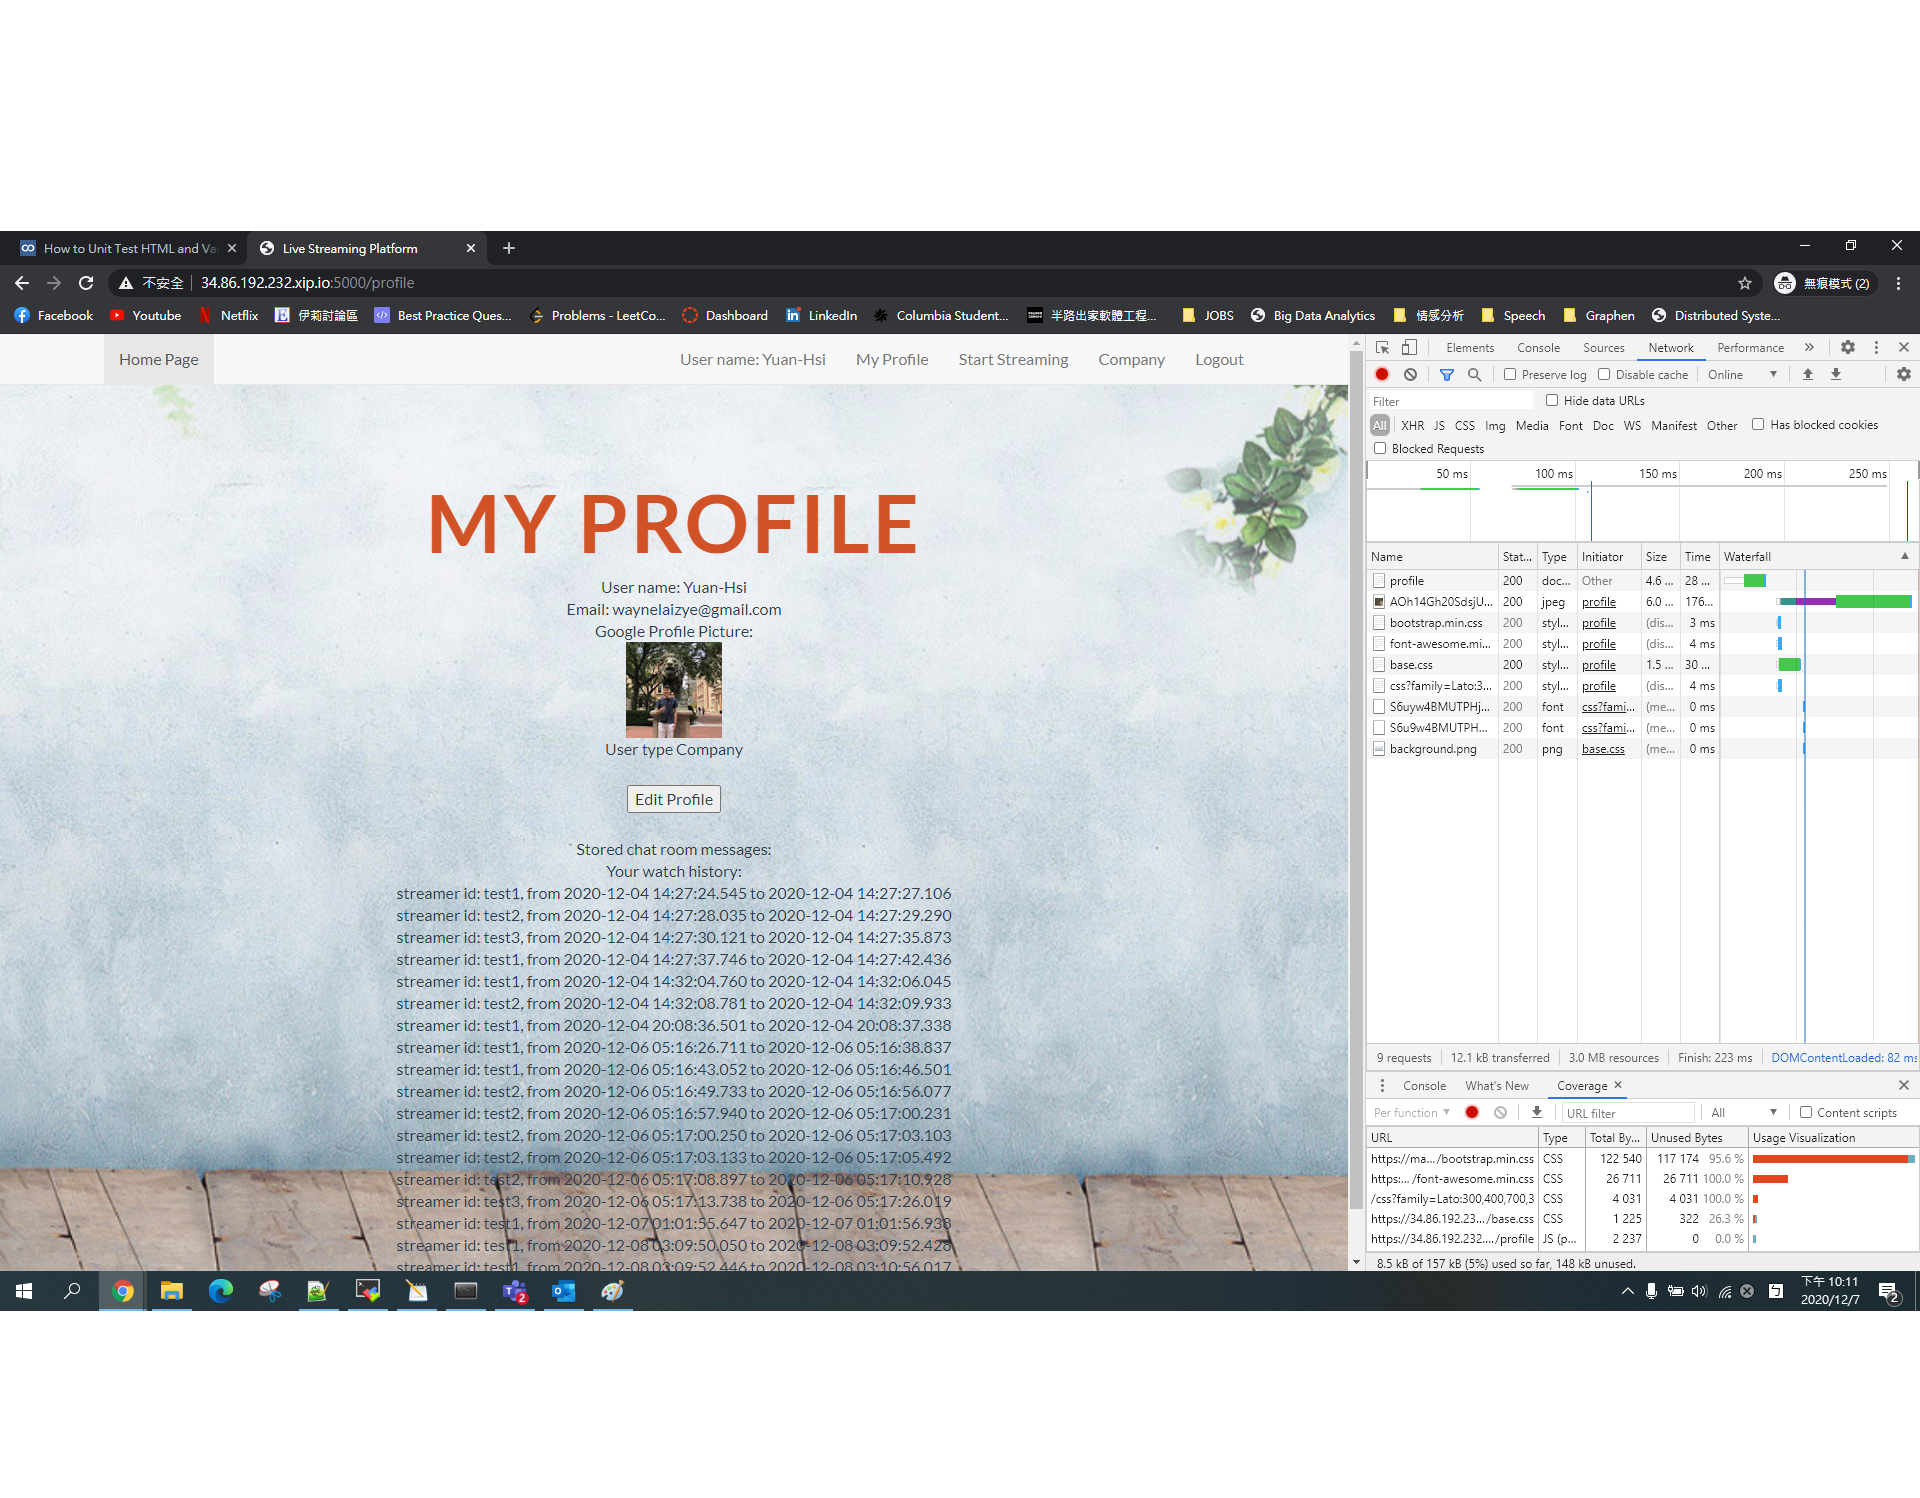 How to Unit Test HTML and Va
Live Streaming Platform
不安全 34.86.192.232.xip.io:5000/profile
無痕模式 (2)
Facebook Youtube Netflix 伊莉討論區 Best Practice Ques... Problems - LeetCo... Dashboard LinkedIn Columbia Student... 半路出家軟體工程... JOBS Big Data Analytics 情感分析 Speech Graphen Distributed Syste...
Home Page User name: Yuan-Hsi My Profile Start Streaming Company Logout
MY PROFILE
User name: Yuan-Hsi
Email: waynelaizye@gmail.com
Google Profile Picture:
User type Company
Edit Profile
Stored chat room messages:
Your watch history:
streamer id: test1, from 2020-12-04 14:27:24.545 to 2020-12-04 14:27:27.106
streamer id: test2, from 2020-12-04 14:27:28.035 to 2020-12-04 14:27:29.290
streamer id: test3, from 2020-12-04 14:27:30.121 to 2020-12-04 14:27:35.873
streamer id: test1, from 2020-12-04 14:27:37.746 to 2020-12-04 14:27:42.436
streamer id: test1, from 2020-12-04 14:32:04.760 to 2020-12-04 14:32:06.045
streamer id: test2, from 2020-12-04 14:32:08.781 to 2020-12-04 14:32:09.933
streamer id: test1, from 2020-12-04 20:08:36.501 to 2020-12-04 20:08:37.338
streamer id: test1, from 2020-12-06 05:16:26.711 to 2020-12-06 05:16:38.837
streamer id: test1, from 2020-12-06 05:16:43.052 to 2020-12-06 05:16:46.501
streamer id: test2, from 2020-12-06 05:16:49.733 to 2020-12-06 05:16:56.077
streamer id: test2, from 2020-12-06 05:16:57.940 to 2020-12-06 05:17:00.231
streamer id: test2, from 2020-12-06 05:17:00.250 to 2020-12-06 05:17:03.103
streamer id: test2, from 2020-12-06 05:17:03.133 to 2020-12-06 05:17:05.492
streamer id: test2, from 2020-12-06 05:17:08.897 to 2020-12-06 05:17:10.928
streamer id: test3, from 2020-12-06 05:17:13.738 to 2020-12-06 05:17:26.019
streamer id: test1, from 2020-12-07 01:01:55.647 to 2020-12-07 01:01:56.938
streamer id: test1, from 2020-12-08 03:09:50.050 to 2020-12-08 03:09:52.428
streamer id: test1, from 2020-12-08 03:09:52.446 to 2020-12-08 03:10:56.017
Elements Console Sources Network Performance
Preserve log Disable cache Online
Filter Hide data URLs
All XHR JS CSS Img Media Font Doc WS Manifest Other Has blocked cookies
Blocked Requests
50 ms 100 ms 150 ms 200 ms 250 ms
Name Stat... Type Initiator Size Time Waterfall
profile 200 doc... Other 4.6 ... 28 ...
AOh14Gh20SdsjU... 200 jpeg profile 6.0 ... 176...
bootstrap.min.css 200 styl... profile (dis... 3 ms
font-awesome.mi... 200 styl... profile (dis... 4 ms
base.css 200 styl... profile 1.5 ... 30 ...
css?family=Lato:3... 200 styl... profile (dis... 4 ms
S6uyw4BMUTPHj... 200 font css?fami... (me... 0 ms
S6u9w4BMUTPH... 200 font css?fami... (me... 0 ms
background.png 200 png base.css (me... 0 ms
9 requests 12.1 kB transferred 3.0 MB resources Finish: 223 ms DOMContentLoaded: 82 ms
Console What's New Coverage
Per function URL filter All Content scripts
URL Type Total By... Unused Bytes Usage Visualization
https://ma.../bootstrap.min.css CSS 122 540 117 174 95.6 %
https:... /font-awesome.min.css CSS 26 711 26 711 100.0 %
/css?family=Lato:300,400,700,3 CSS 4 031 4 031 100.0 %
https://34.86.192.23... /base.css CSS 1 225 322 26.3 %
https://34.86.192.232.... /profile JS (p... 2 237 0 0.0 %
8.5 kB of 157 kB (5%) used so far, 148 kB unused.
2
下午 10:11
2020/12/7
2